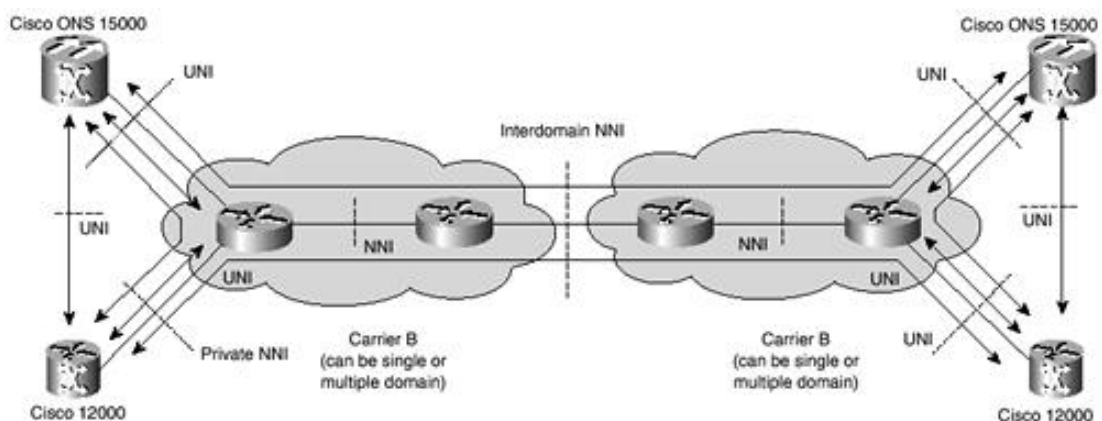 Cisco ONS 15000
Cisco ONS 15000
UNI
UNI
Interdomain NNI
UNI
UNI
NNI
NNI
UNI
UNI
Private NNI
UNI
Carrier B
(can be single or
multiple domain)
Carrier B
(can be single or
multiple domain)
Cisco 12000
Cisco 12000